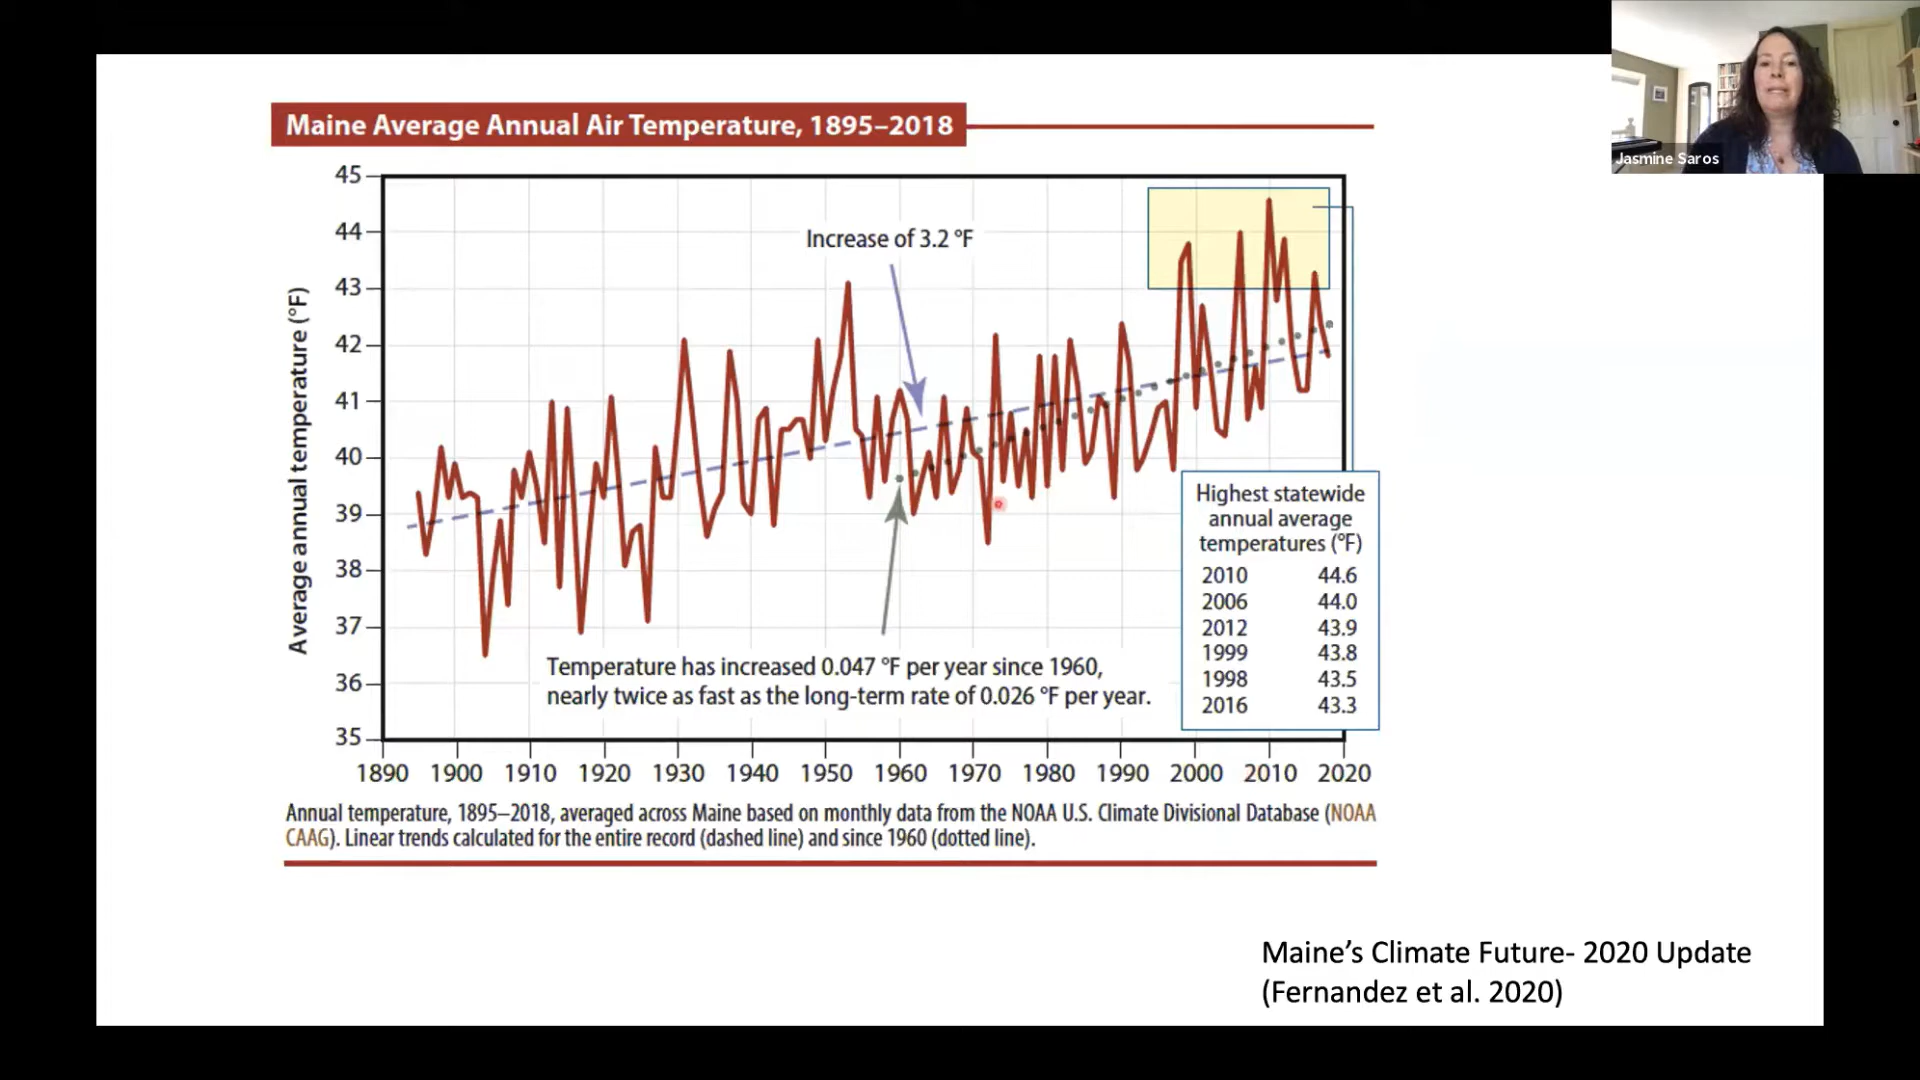 Jasmine Saros
Maine Average Annual Air Temperature, 1895–2018
Average annual temperature (°F)
45
44
43
42
41
40
39
38
37
36
35
Increase of 3.2 °F
Temperature has increased 0.047 °F per year since 1960,
nearly twice as fast as the long-term rate of 0.026 °F per year.
Highest statewide
annual average
temperatures (°F)
2010 44.6
2006 44.0
2012 43.9
1999 43.8
1998 43.5
2016 43.3
1890 1900 1910 1920 1930 1940 1950 1960 1970 1980 1990 2000 2010 2020
Annual temperature, 1895–2018, averaged across Maine based on monthly data from the NOAA U.S. Climate Divisional Database (NOAA
CAAG). Linear trends calculated for the entire record (dashed line) and since 1960 (dotted line).
Maine’s Climate Future- 2020 Update
(Fernandez et al. 2020)